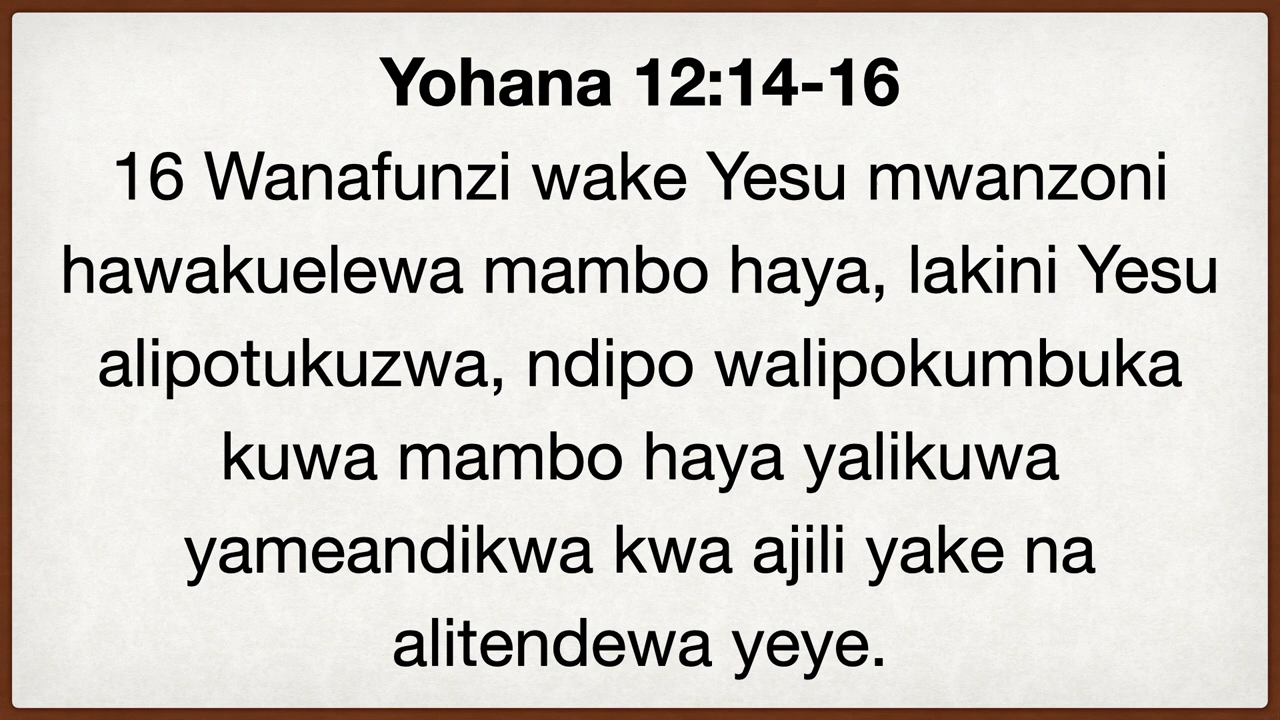 Yohana 12:14-16
16 Wanafunzi wake Yesu mwanzoni
hawakuelewa mambo haya, lakini Yesu
alipotukuzwa, ndipo walipokumbuka
kuwa mambo haya yalikuwa
yameandikwa kwa ajili yake na
alitendewa yeye.